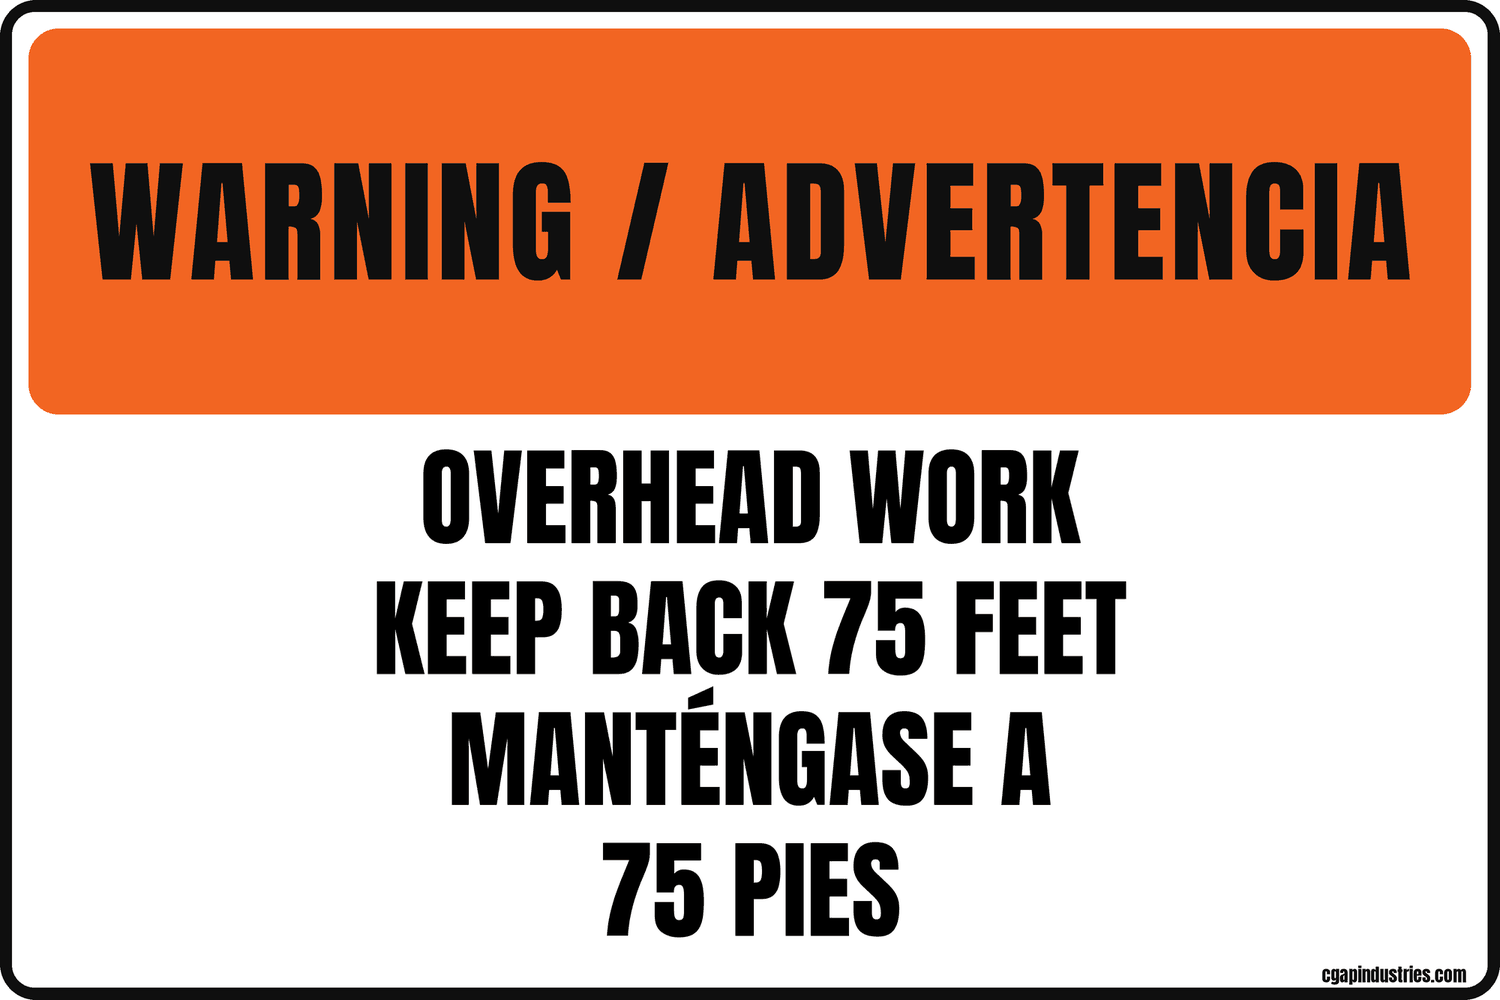 WARNING / ADVERTENCIA
OVERHEAD WORK
KEEP BACK 75 FEET
MANTÉNGASE A
75 PIES
cgapindustries.com